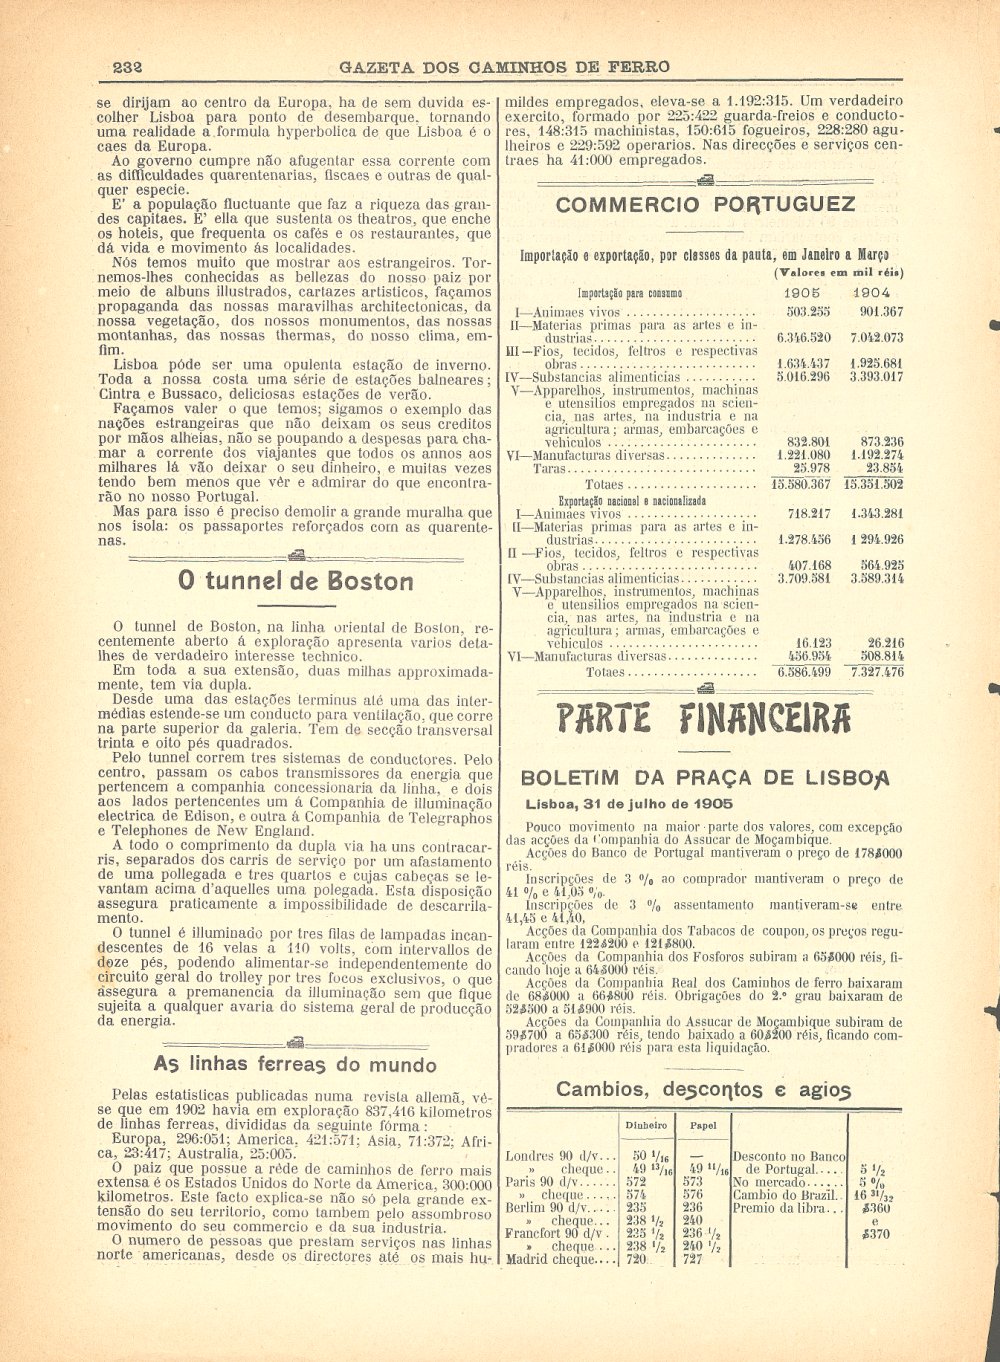 232
GAZETA DOS CAMINHOS DE FERRO
se dirijam ao centro da Europa, ha de sem duvida es-
colher Lisboa para ponto de desembarque, tornando
uma realidade a formula hyperbolica de que Lisboa é o
caes da Europa.
Ao governo cumpre não afugentar essa corrente com
as difficuldades quarentenarias, fiscaes e outras de qual-
quer especie.
E' a população fluctuante que faz a riqueza das gran-
des capitaes. E' ella que sustenta os theatros, que enche
os hoteis, que frequenta os cafés e os restaurantes, que
dá vida e movimento ás localidades.
Nós temos muito que mostrar aos estrangeiros. Tor-
nemos-lhes conhecidas as bellezas do nosso paiz por
meio de albuns illustrados, cartazes artisticos, façamos
propaganda das nossas maravilhas architectonicas, da
nossa vegetação, dos nossos monumentos, das nossas
montanhas, das nossas thermas, do nosso clima, em-
fim.
Lisboa póde ser uma opulenta estação de inverno.
Toda a nossa costa uma série de estações balneares;
Cintra e Bussaco, deliciosas estações de verão.
Façamos valer o que temos; sigamos o exemplo das
nações estrangeiras que não deixam os seus creditos
por mãos alheias, não se poupando a despesas para cha-
mar a corrente dos viajantes que todos os annos aos
milhares lá vão deixar o seu dinheiro, e muitas vezes
tendo bem menos que vêr e admirar do que encontra-
rão no nosso Portugal.
Mas para isso é preciso demolir a grande muralha que
nos isola: os passaportes reforçados com as quarente-
nas.
O tunnel de Boston
O tunnel de Boston, na linha oriental de Boston, re-
centemente aberto á exploração apresenta varios deta-
lhes de verdadeiro interesse technico.
Em toda a sua extensão, duas milhas approximada-
mente, tem via dupla.
Desde uma das estações terminus até uma das inter-
médias estende-se um conducto para ventilação, que corre
na parte superior da galeria. Tem de secção transversal
trinta e oito pés quadrados.
Pelo tunnel correm tres sistemas de conductores. Pelo
centro, passam os cabos transmissores da energia que
pertencem a companhia concessionaria da linha, e dois
aos lados pertencentes um á Companhia de illuminação
electrica de Edison, e outra á Companhia de Telegraphos
e Telephones de New England.
A todo o comprimento da dupla via ha uns contracar-
ris, separados dos carris de serviço por um afastamento
de uma pollegada e tres quartos e cujas cabeças se le-
vantam acima d'aquelles uma polegada. Esta disposição
assegura praticamente a impossibilidade de descarrila-
mento.
O tunnel é illuminado por tres filas de lampadas incan-
descentes de 16 velas a 110 volts, com intervallos de
doze pés, podendo alimentar-se independentemente do
circuito geral do trolley por tres focos exclusivos, o que
assegura a premanencia da illuminação sem que fique
sujeita a qualquer avaria do sistema geral de producção
da energia.
As linhas ferreas do mundo
Pelas estatisticas publicadas numa revista allemã, vê-
se que em 1902 havia em exploração 837,416 kilometros
de linhas ferreas, divididas da seguinte fórma:
Europa, 296:051; America, 421:571; Asia, 71:372; Afri-
ca, 23:417; Australia, 25:005.
O paiz que possue a rêde de caminhos de ferro mais
extensa é os Estados Unidos do Norte da America, 300:000
kilometros. Este facto explica-se não só pela grande ex-
tensão do seu territorio, como tambem pelo assombroso
movimento do seu commercio e da sua industria.
O numero de pessoas que prestam serviços nas linhas
norte americanas, desde os directores até os mais hu-
mildes empregados, eleva-se a 1.192:315. Um verdadeiro
exercito, formado por 225:422 guarda-freios e conducto-
res, 148:315 machinistas, 150:615 fogueiros, 228:280 agu-
lheiros e 229:592 operarios. Nas direcções e serviços cen-
traes ha 41:000 empregados.
COMMERCIO PORTUGUEZ
Importação e exportação, por classes da pauta, em Janeiro a Março
(Valores em mil réis)
Importação para consumo 1905 1904
I—Animaes vivos .................... 503.255 901.367
II—Materias primas para as artes e in-
dustrias......................... 6.346.520 7.042.073
III—Fios, tecidos, feltros e respectivas
obras........................... 1.634.437 1.925.681
IV—Substancias alimenticias ........... 5.016.296 3.393.017
V—Apparelhos, instrumentos, machinas
e utensilios empregados na scien-
cia, nas artes, na industria e na
agricultura; armas, embarcações e
vehiculos ....................... 832.801 873.236
VI—Manufacturas diversas.............. 1.221.080 1.192.274
Taras............................. 25.978 23.854
Totaes.................... 15.580.367 15.351.502
Exportação nacional e nacionalizada
I—Animaes vivos .................... 718.217 1.343.281
II—Materias primas para as artes e in-
dustrias......................... 1.278.456 1 294.926
II —Fios, tecidos, feltros e respectivas
obras........................... 407.168 564.925
IV—Substancias alimenticias............ 3.709.581 3.589.314
V—Apparelhos, instrumentos, machinas
e utensilios empregados na scien-
cia, nas artes, na industria e na
agricultura; armas, embarcações e
vehiculos ....................... 16.123 26.216
VI—Manufacturas diversas.............. 456.954 508.814
Totaes.................... 6.586.499 7.327.476
PARTE FINANCEIRA
BOLETIM DA PRAÇA DE LISBOA
Lisboa, 31 de julho de 1905
Pouco movimento na maior parte dos valores, com excepção
das acções da Companhia do Assucar de Moçambique.
Acções do Banco de Portugal mantiveram o preço de 178$000
réis.
Inscripções de 3 % ao comprador mantiveram o preço de
41 % e 41,05 %.
Inscripções de 3 % assentamento mantiveram-se entre
41,45 e 41,40,
Acções da Companhia dos Tabacos de coupon, os preços regu-
laram entre 122$200 e 121$800.
Acções da Companhia dos Fosforos subiram a 65$000 réis, fi-
cando hoje a 64$000 réis.
Acções da Companhia Real dos Caminhos de ferro baixaram
de 68$000 a 66$800 réis. Obrigações do 2.º grau baixaram de
52$500 a 51$900 réis.
Acções da Companhia do Assucar de Moçambique subiram de
59$700 a 65$300 réis, tendo baixado a 60$200 réis, ficando com-
pradores a 61$000 réis para esta liquidação.
Cambios, descontos e agios
Dinheiro Papel
Londres 90 d/v... 50 1/16 — Desconto no Banco
» cheque.. 49 13/16 49 11/16 de Portugal.... 5 1/2
Paris 90 d/v...... 572 573 No mercado...... 5 %
» cheque..... 574 576 Cambio do Brazil.. 16 31/32
Berlim 90 d/v..... 235 236 Premio da libra... $360
» cheque... 238 1/2 240 e
Francfort 90 d/v. 235 1/2 236 1/2 $370
» cheque... 238 1/2 240 1/2
Madrid cheque.... 720 727